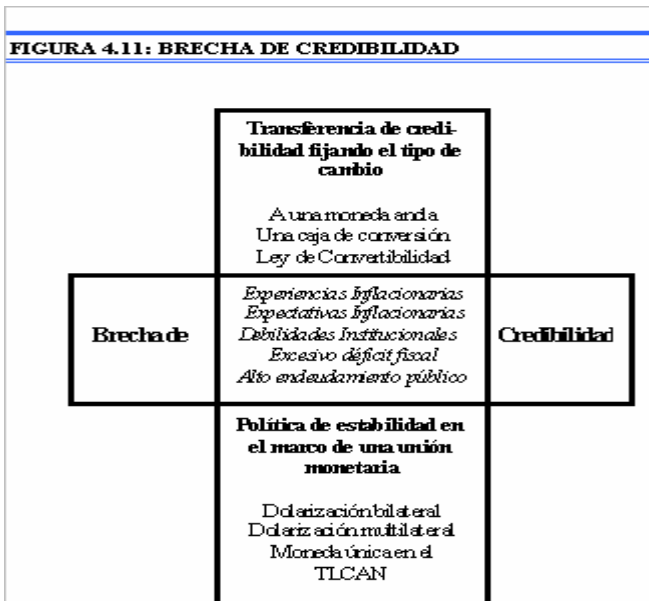 FIGURA 4.11: BRECHA DE CREDIBILIDAD
Transferencia de credi-
bilidad fijando el tipo de
cambio
A una moneda ancla
Una caja de conversión
Ley de Convertibilidad
Experiencias Inflacionarias
Expectativas Inflacionarias
Debilidades Institucionales
Excesivo déficit fiscal
Alto endeudamiento público
Brecha de
Credibilidad
Política de estabilidad en
el marco de una unión
monetaria
Dolarización bilateral
Dolarización multilateral
Moneda única en el
TLCAN